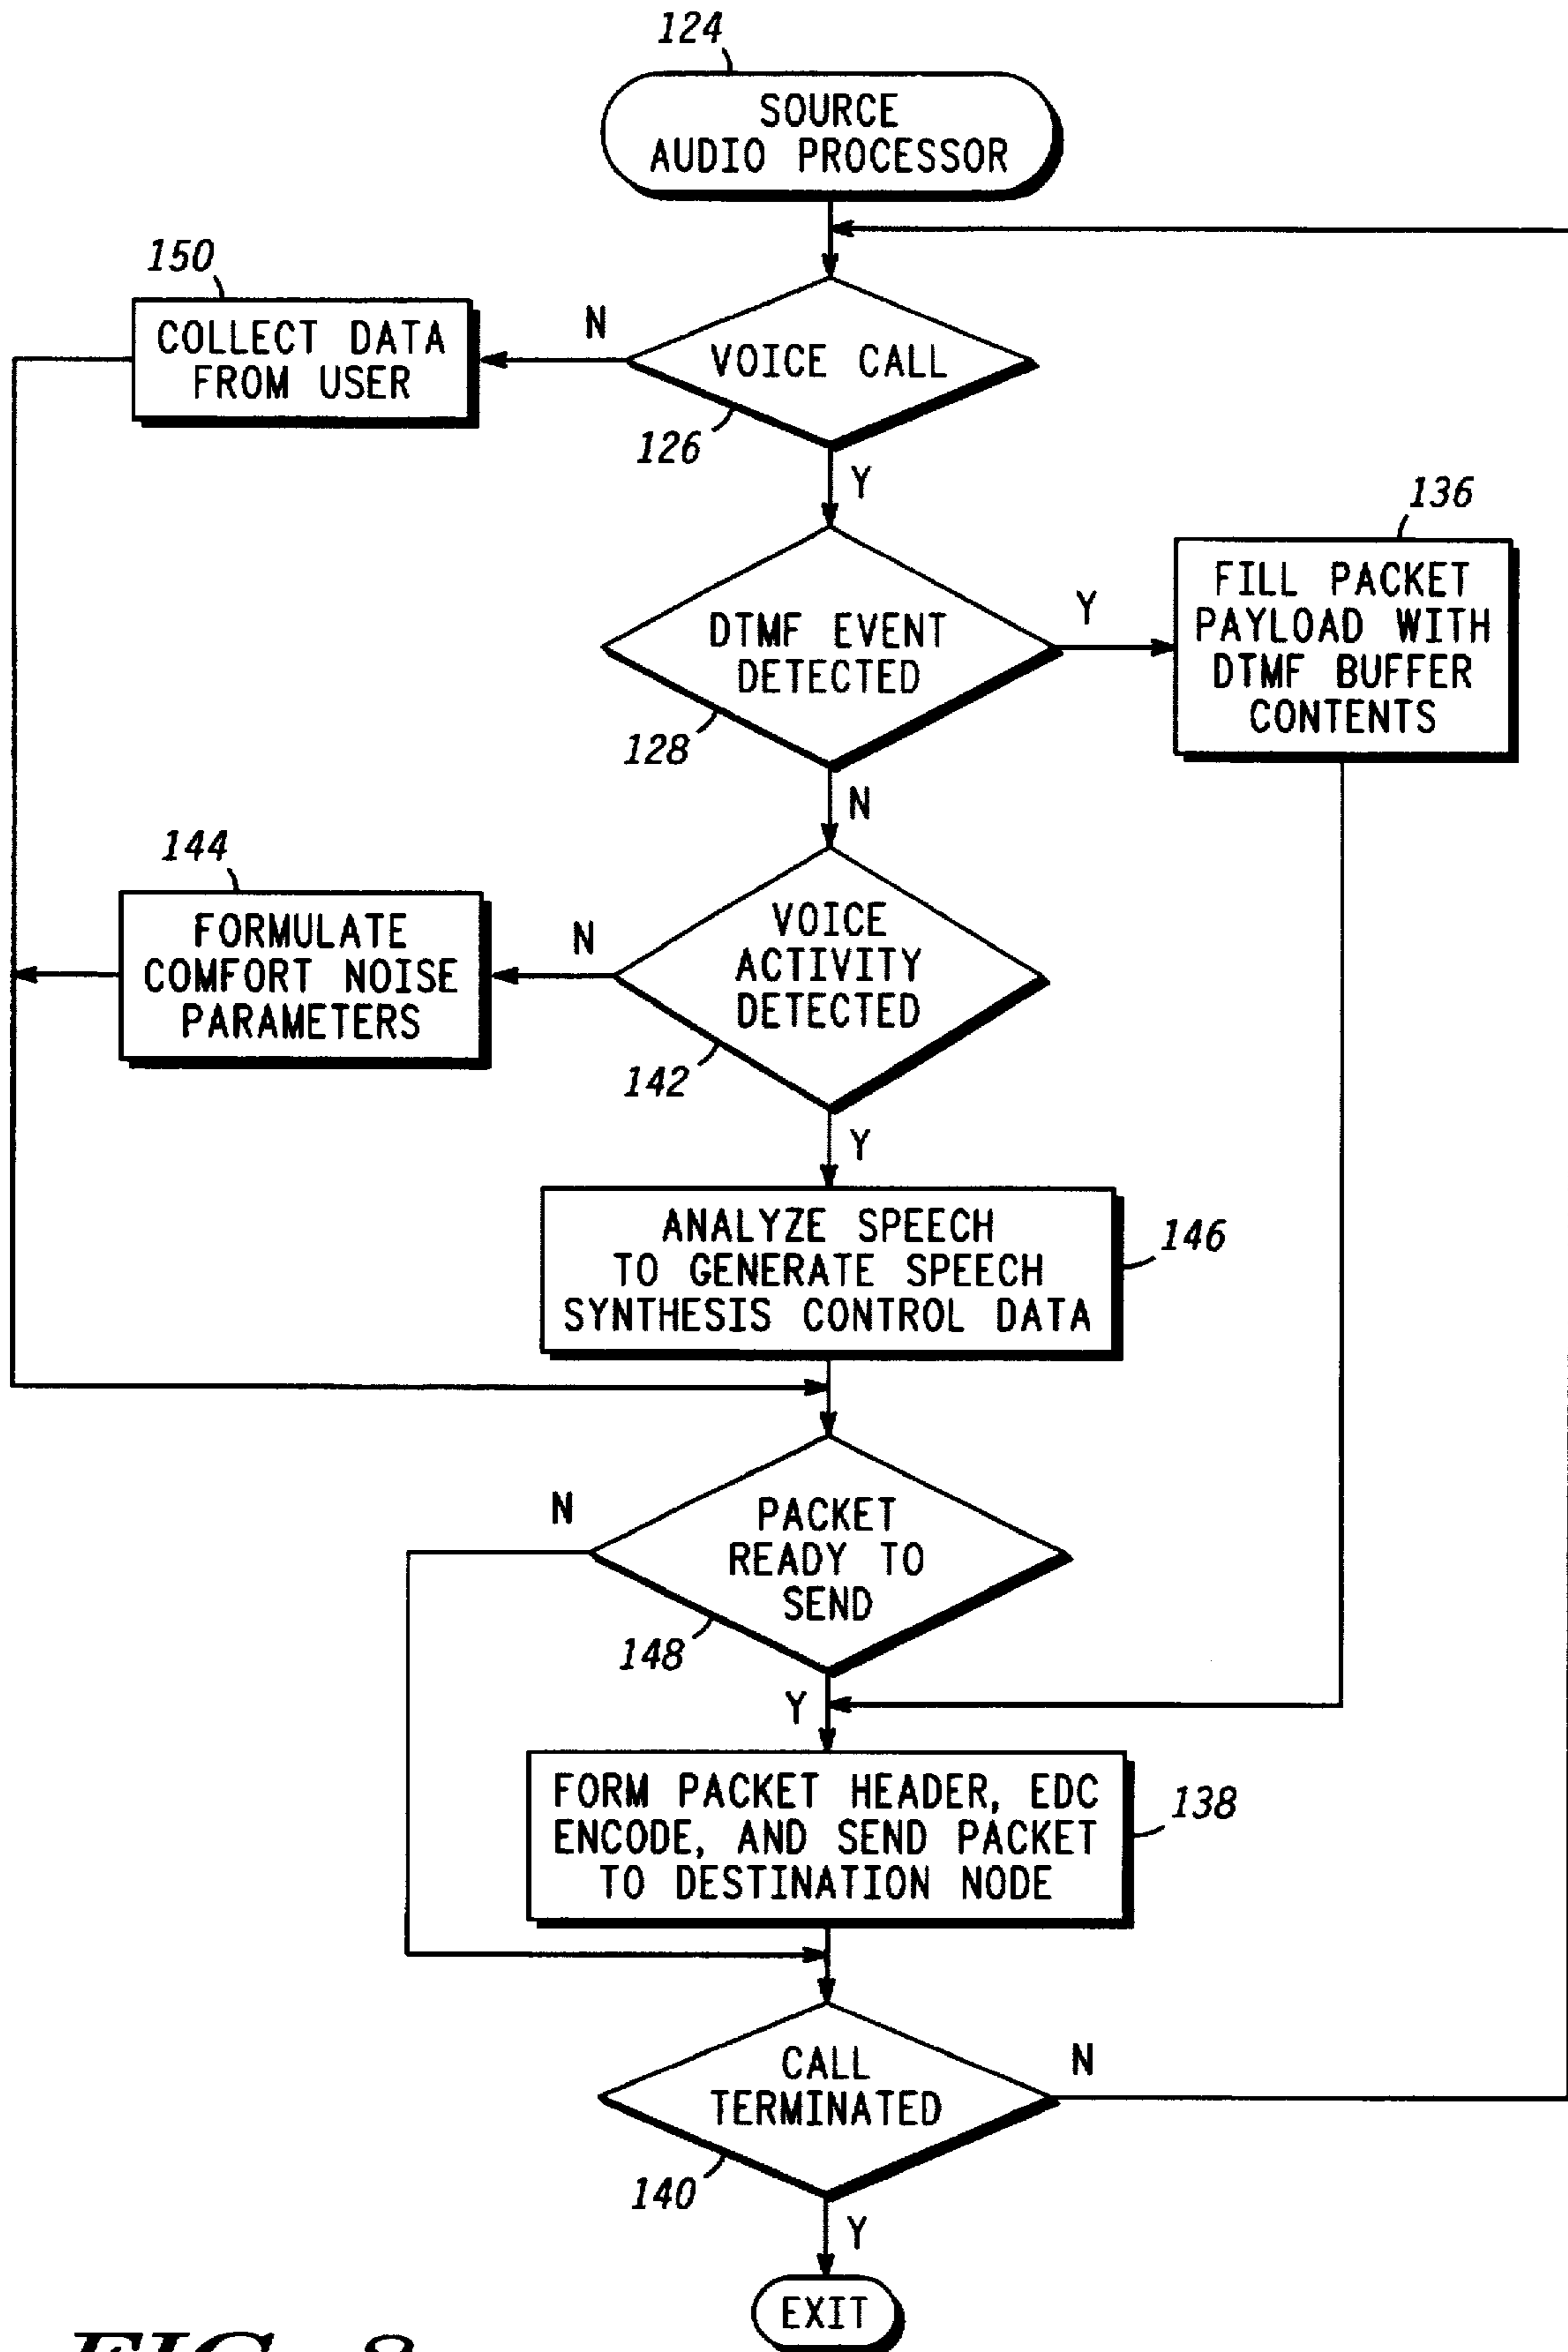 124
SOURCE
AUDIO PROCESSOR
150
COLLECT DATA
FROM USER
N
VOICE CALL
126
Y
136
FILL PACKET
PAYLOAD WITH
DTMF BUFFER
CONTENTS
Y
DTMF EVENT
DETECTED
128
N
144
FORMULATE
COMFORT NOISE
PARAMETERS
N
VOICE
ACTIVITY
DETECTED
142
Y
ANALYZE SPEECH
TO GENERATE SPEECH
SYNTHESIS CONTROL DATA
146
N
PACKET
READY TO
SEND
148
Y
FORM PACKET HEADER, EDC
ENCODE, AND SEND PACKET
TO DESTINATION NODE
138
CALL
TERMINATED
N
140
Y
EXIT
FIG. 8